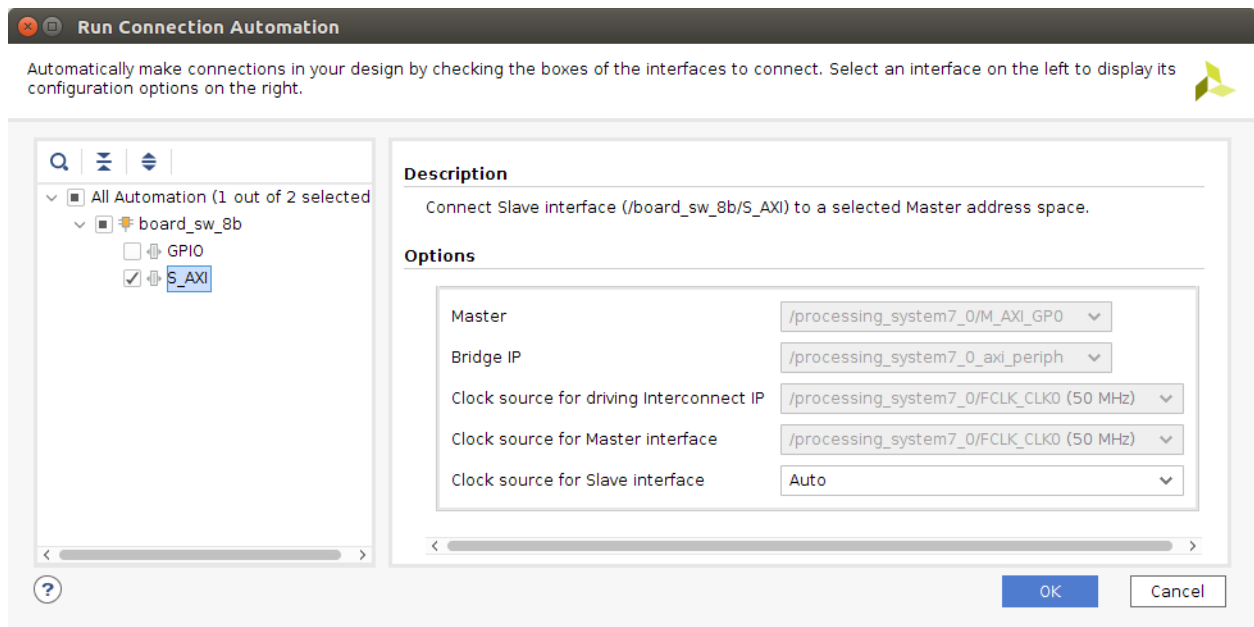 Run Connection Automation
Automatically make connections in your design by checking the boxes of the interfaces to connect. Select an interface on the left to display its
configuration options on the right.
All Automation (1 out of 2 selected
board_sw_8b
GPIO
S_AXI
Description
Connect Slave interface (/board_sw_8b/S_AXI) to a selected Master address space.
Options
Master /processing_system7_0/M_AXI_GP0
Bridge IP /processing_system7_0_axi_periph
Clock source for driving Interconnect IP /processing_system7_0/FCLK_CLK0 (50 MHz)
Clock source for Master interface /processing_system7_0/FCLK_CLK0 (50 MHz)
Clock source for Slave interface Auto
?
OK Cancel